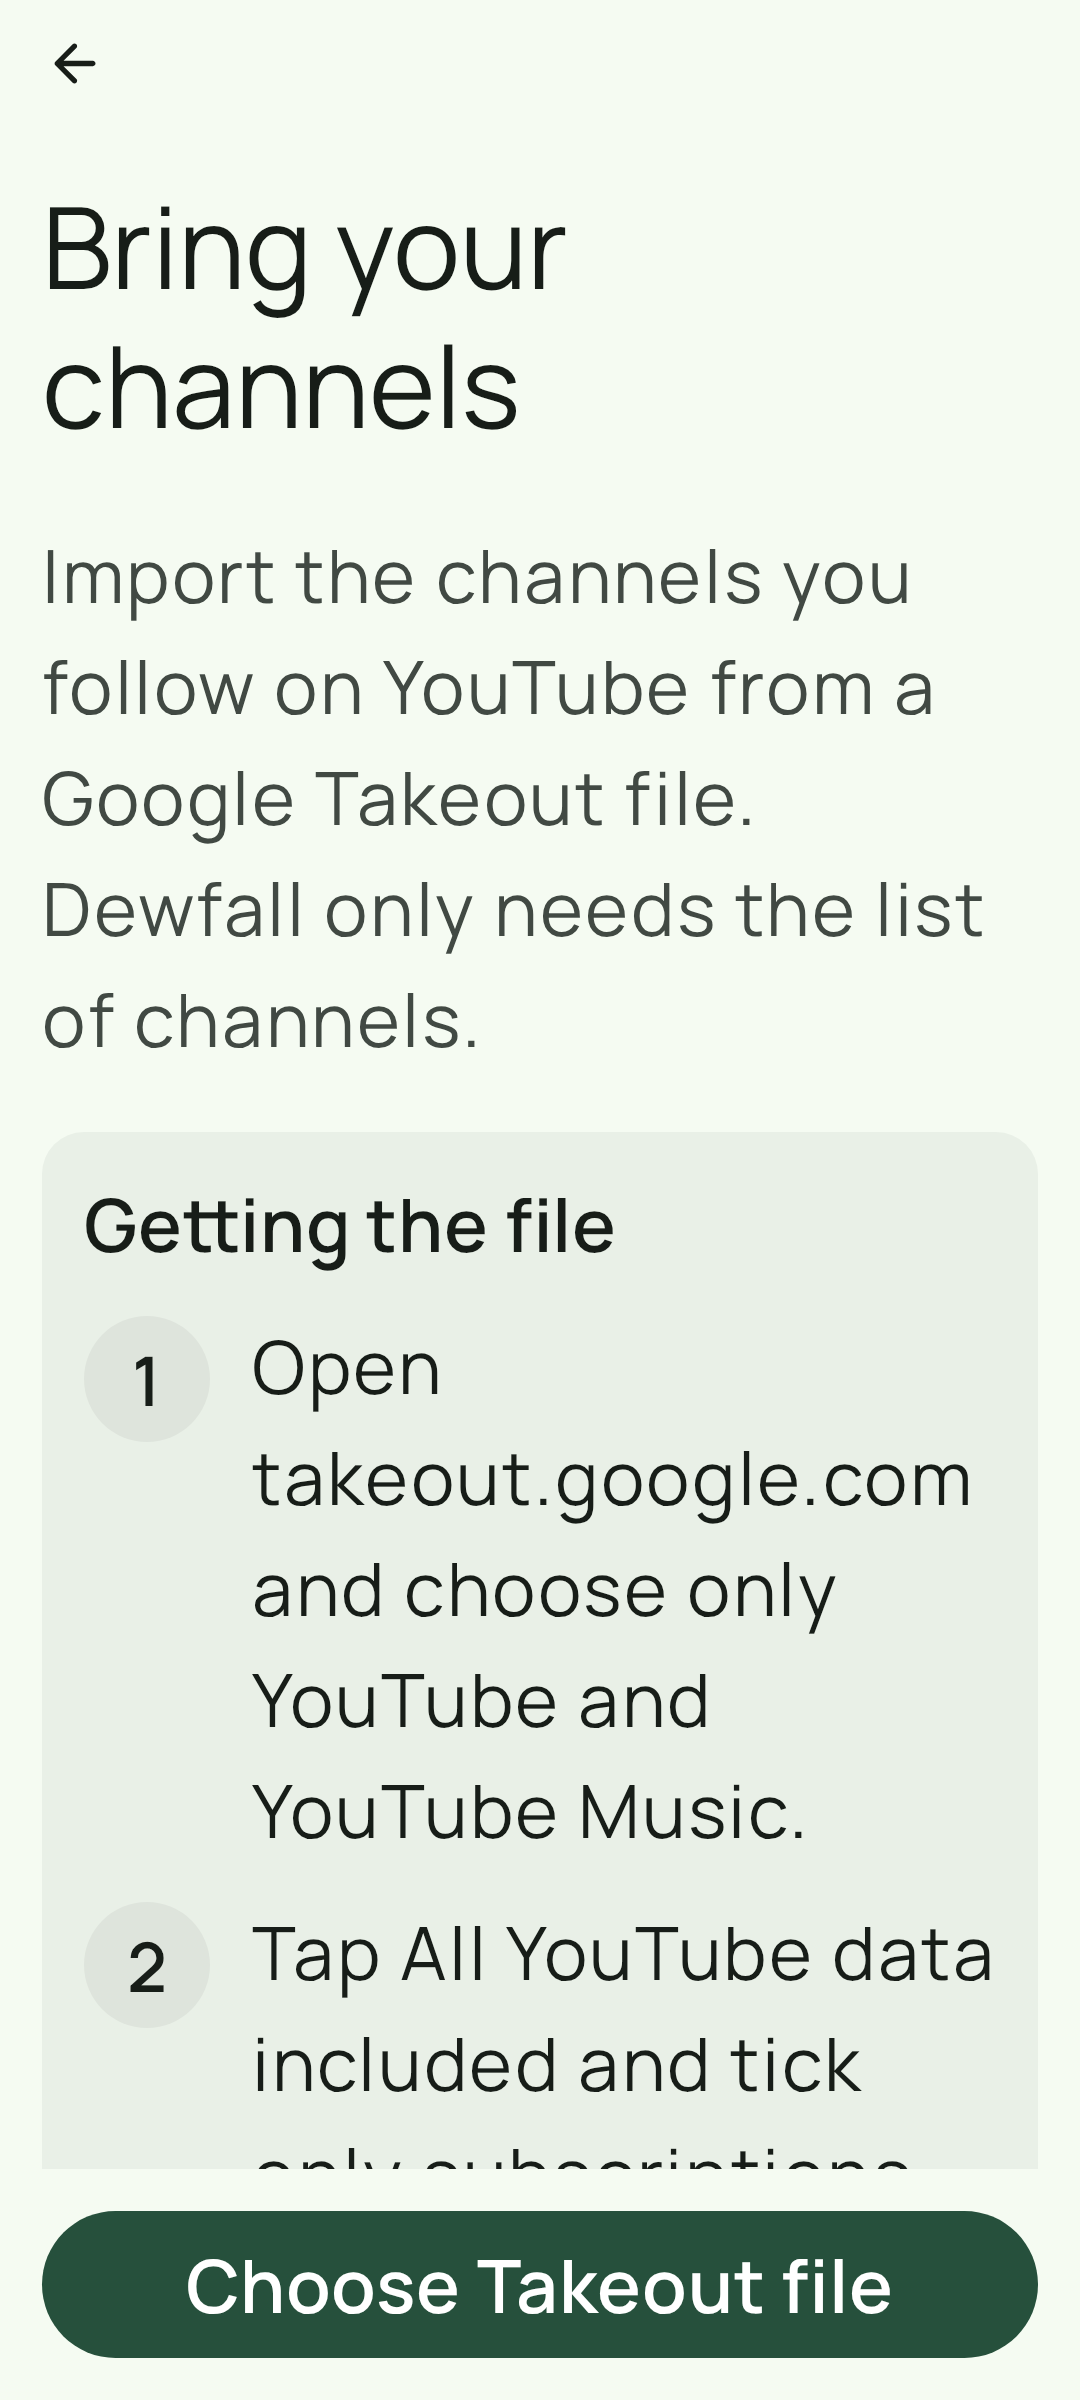 Bring your
channels
Import the channels you
follow on YouTube from a
Google Takeout file.
Dewfall only needs the list
of channels.
Getting the file
1 Open
takeout.google.com
and choose only
YouTube and
YouTube Music.
2 Tap All YouTube data
included and tick
only subscriptions
Choose Takeout file